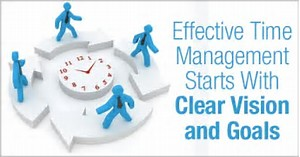 Effective Time
Management
Starts With
Clear Vision
and Goals